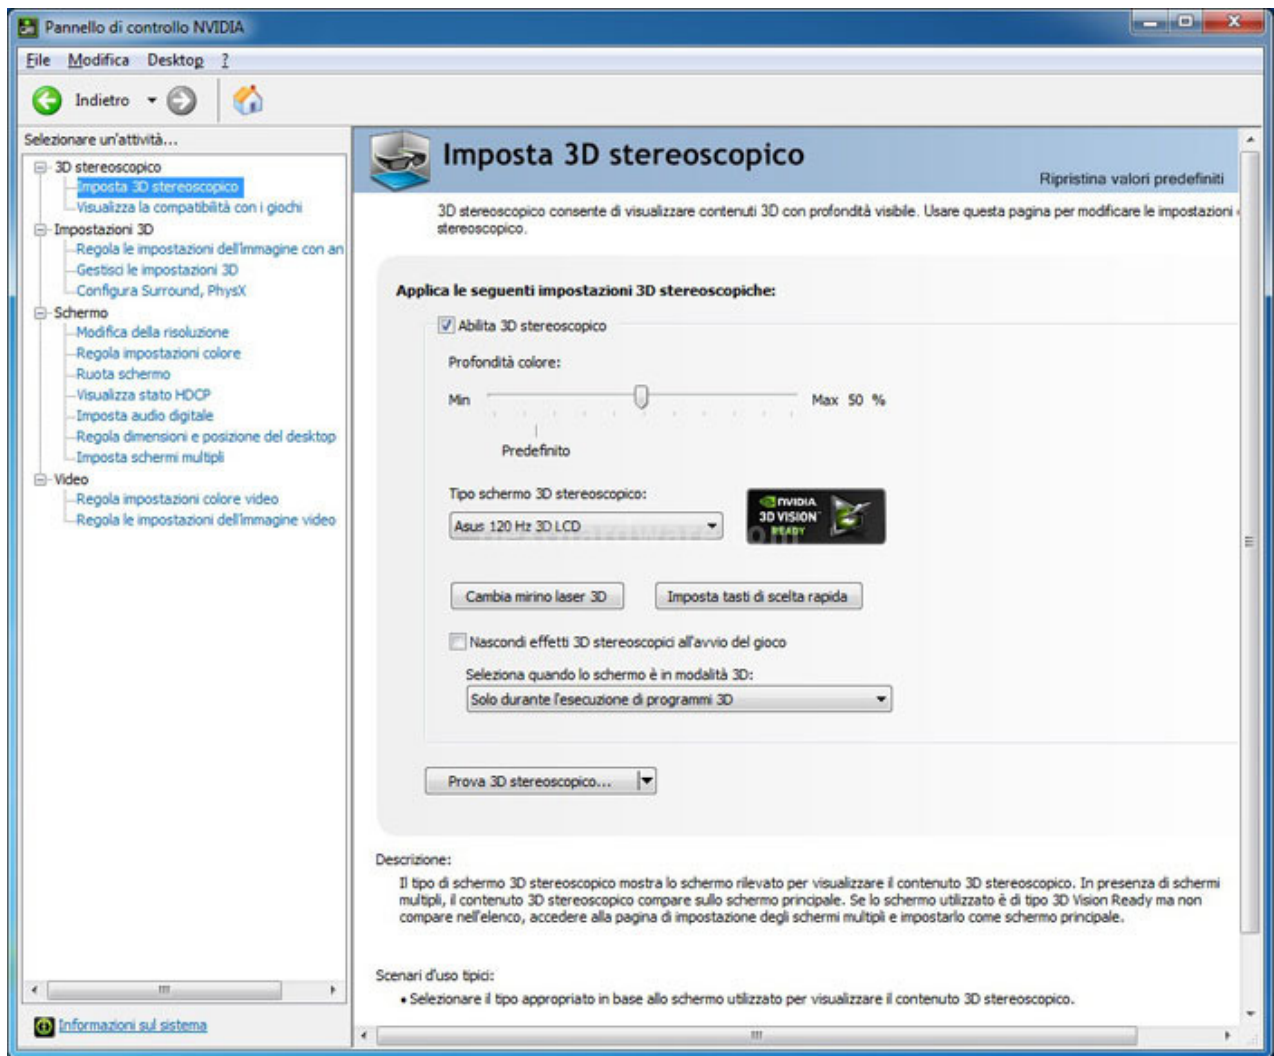 Pannello di controllo NVIDIA
File Modifica Desktop ?
Indietro
Selezionare un'attività...
3D stereoscopico
Imposta 3D stereoscopico
Visualizza la compatibilità con i giochi
Impostazioni 3D
Regola le impostazioni dell'immagine con an
Gestisci le impostazioni 3D
Configura Surround, PhysX
Schermo
Modifica della risoluzione
Regola impostazioni colore
Ruota schermo
Visualizza stato HDCP
Imposta audio digitale
Regola dimensioni e posizione del desktop
Imposta schermi multipli
Video
Regola impostazioni colore video
Regola le impostazioni dell'immagine video
Informazioni sul sistema
Imposta 3D stereoscopico
Ripristina valori predefiniti
3D stereoscopico consente di visualizzare contenuti 3D con profondità visibile. Usare questa pagina per modificare le impostazioni
stereoscopico.
Applica le seguenti impostazioni 3D stereoscopiche:
Abilita 3D stereoscopico
Profondità colore:
Min Max 50 %
Predefinito
Tipo schermo 3D stereoscopico:
Asus 120 Hz 3D LCD
NVIDIA
3D VISION
READY
Cambia mirino laser 3D Imposta tasti di scelta rapida
Nascondi effetti 3D stereoscopici all'avvio del gioco
Seleziona quando lo schermo è in modalità 3D:
Solo durante l'esecuzione di programmi 3D
Prova 3D stereoscopico...
Descrizione:
Il tipo di schermo 3D stereoscopico mostra lo schermo rilevato per visualizzare il contenuto 3D stereoscopico. In presenza di schermi
multipli, il contenuto 3D stereoscopico compare sullo schermo principale. Se lo schermo utilizzato è di tipo 3D Vision Ready ma non
compare nell'elenco, accedere alla pagina di impostazione degli schermi multipli e impostarlo come schermo principale.
Scenari d'uso tipici:
• Selezionare il tipo appropriato in base allo schermo utilizzato per visualizzare il contenuto 3D stereoscopico.